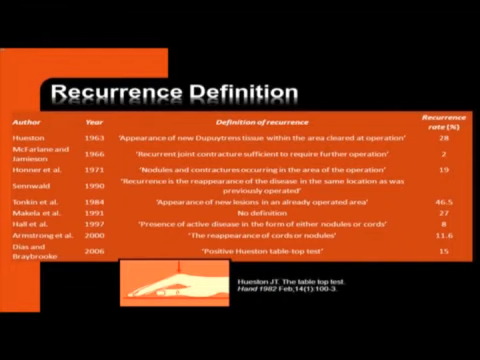 Recurrence Definition
Author Year Definition of recurrence Recurrence rate (%)
Hueston 1963 'Appearance of new Dupuytrens tissue within the area cleared at operation' 28
McFarlane and Jamieson 1966 'Recurrent joint contracture sufficient to require further operation' 2
Honner et al. 1971 'Nodules and contractures occurring in the area of the operation' 19
Sennwald 1990 'Recurrence is the reappearance of the disease in the same location as was previously operated'
Tonkin et al. 1984 'Appearance of new lesions in an already operated area' 46.5
Makela et al. 1991 No definition 27
Hall et al. 1997 'Presence of active disease in the form of either nodules or cords' 8
Armstrong et al. 2000 'The reappearance of cords or nodules' 11.6
Dias and Braybrooke 2006 'Positive Hueston table-top test' 15
Hueston JT. The table top test.
Hand 1982 Feb;14(1):100-3.